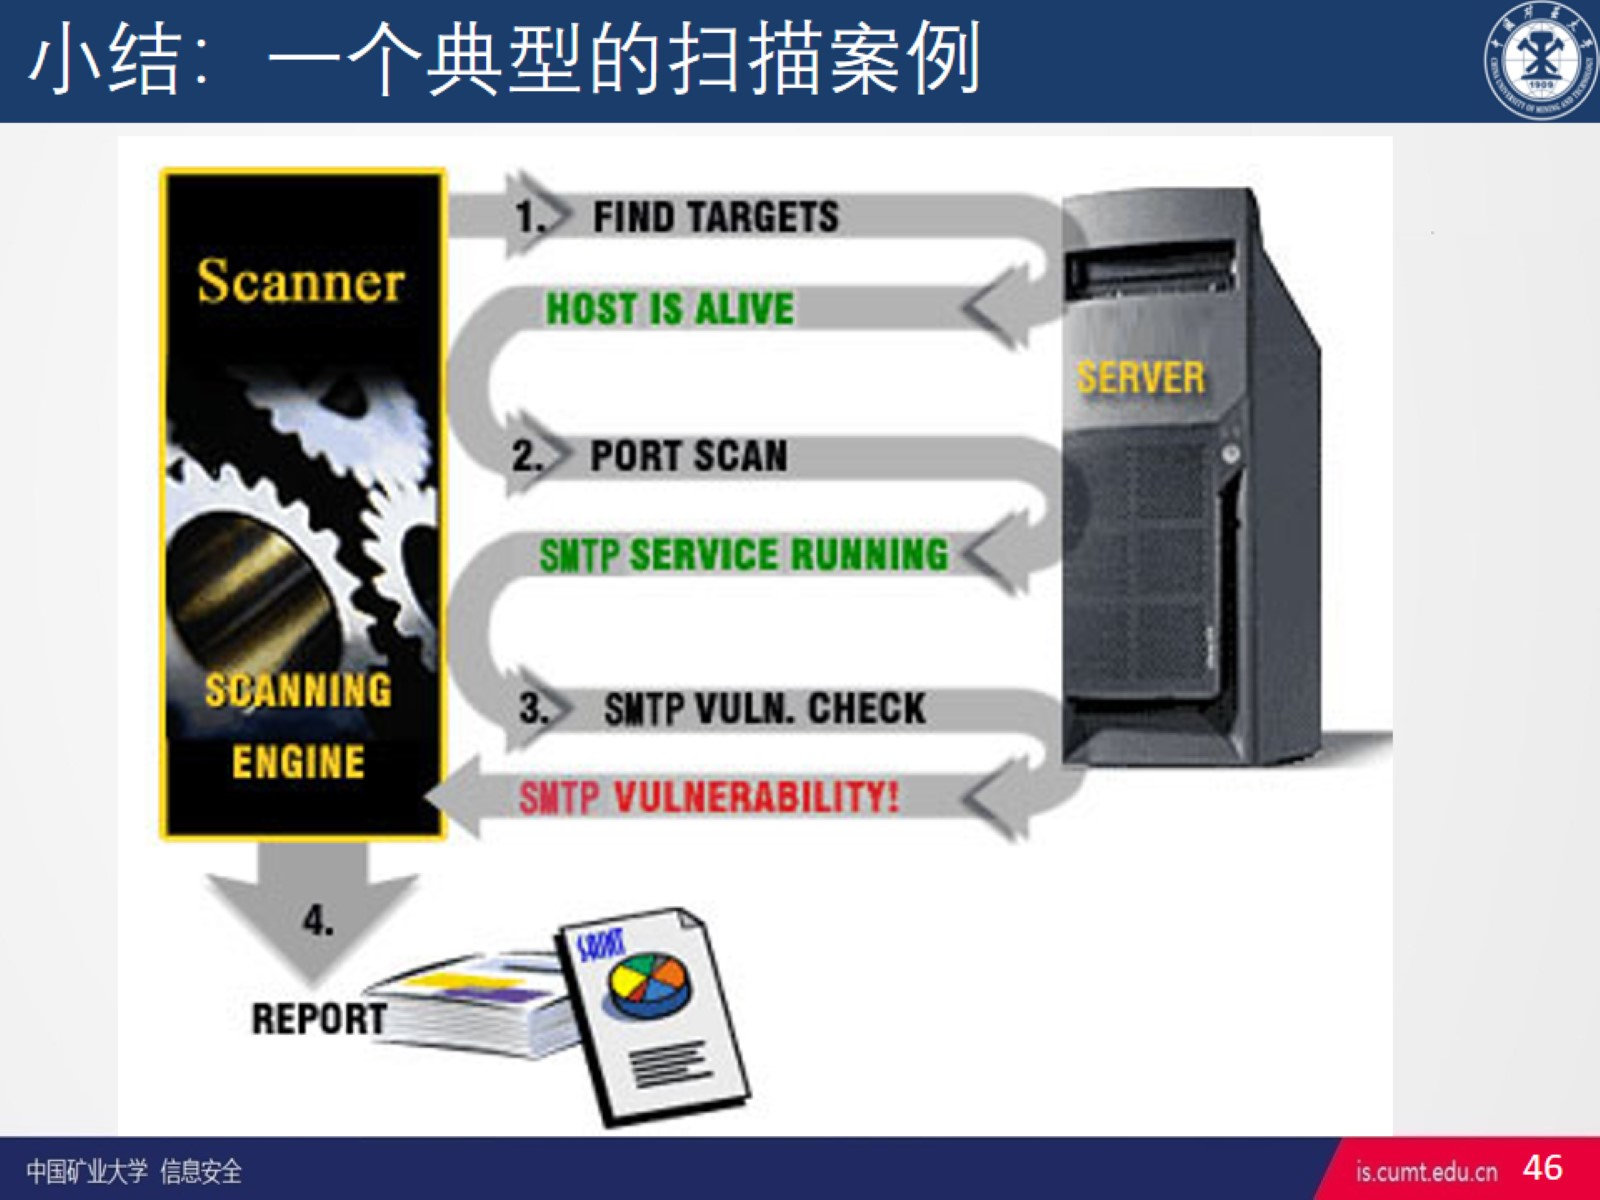 小结：一个典型的扫描案例
1909
Scanner
1. FIND TARGETS
HOST IS ALIVE
SERVER
2. PORT SCAN
SMTP SERVICE RUNNING
SCANNING
ENGINE
3. SMTP VULN. CHECK
SMTP VULNERABILITY!
4.
REPORT
中国矿业大学 信息安全
is.cumt.edu.cn 46